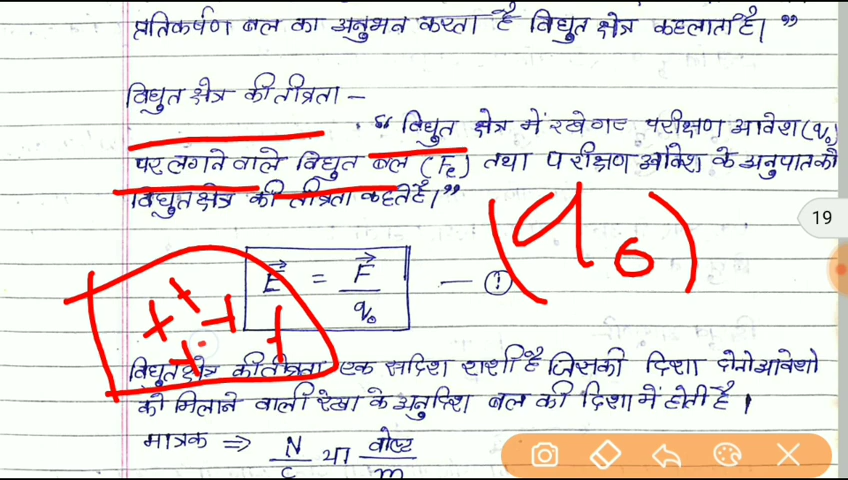 प्रतिकर्षण बल का अनुभव करता है विद्युत क्षेत्र कहलाता है। ”
विद्युत क्षेत्र की तीव्रता –
“ विद्युत क्षेत्र में रखे गए परीक्षण आवेश (q₀)
पर लगने वाले विद्युत बल (Fe) तथा परीक्षण आवेश के अनुपात को
विद्युत क्षेत्र की तीव्रता कहते है।”
(q₀)
19
E⃗ = F⃗/q₀ — ①
+ + + + +
विद्युत क्षेत्र की तीव्रता एक सदिश राशी है जिसकी दिशा दोनो आवेशो
को मिलाने वाली रेखा के अनुदिश बल की दिशा में होती है।
मात्रक ⇒ N/C या वोल्ट/m